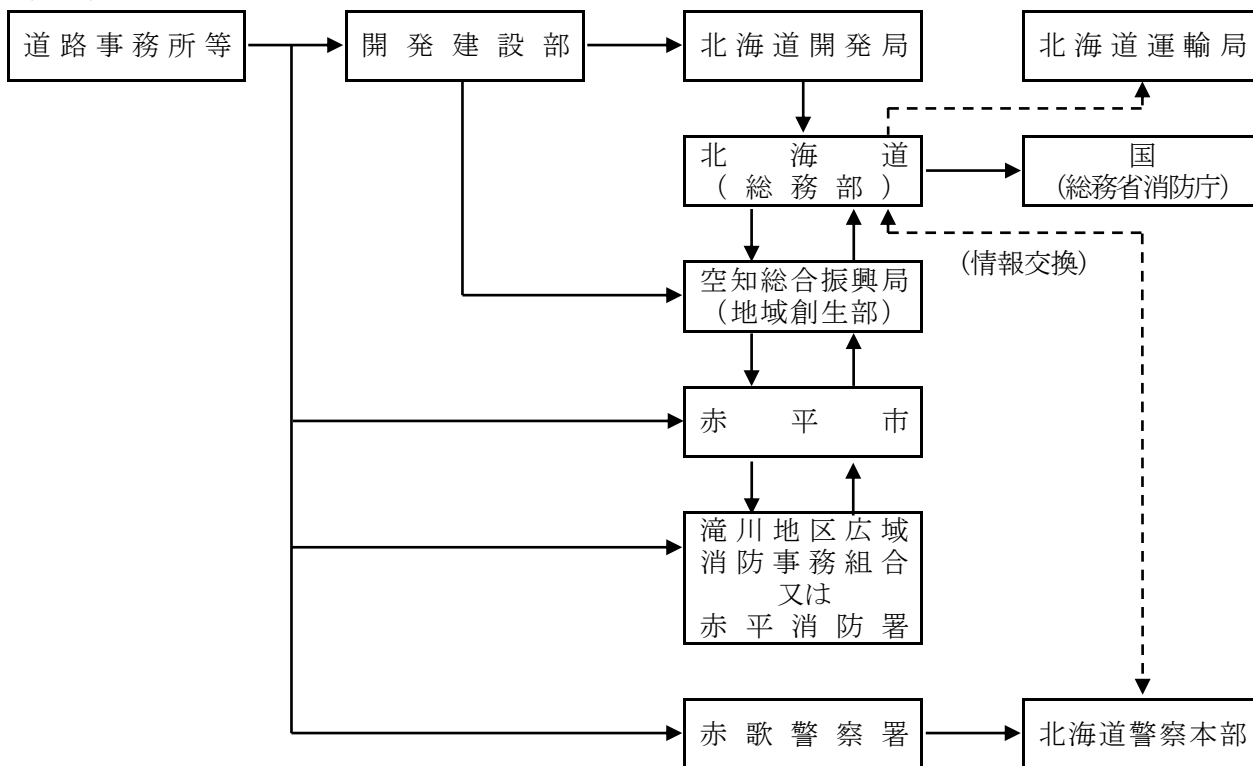 道路事務所等
開発建設部
北海道開発局
北海道運輸局
北海道
（総務部）
国
(総務省消防庁)
(情報交換)
空知総合振興局
（地域創生部）
赤平市
滝川地区広域
消防事務組合
又は
赤平消防署
赤歌警察署
北海道警察本部